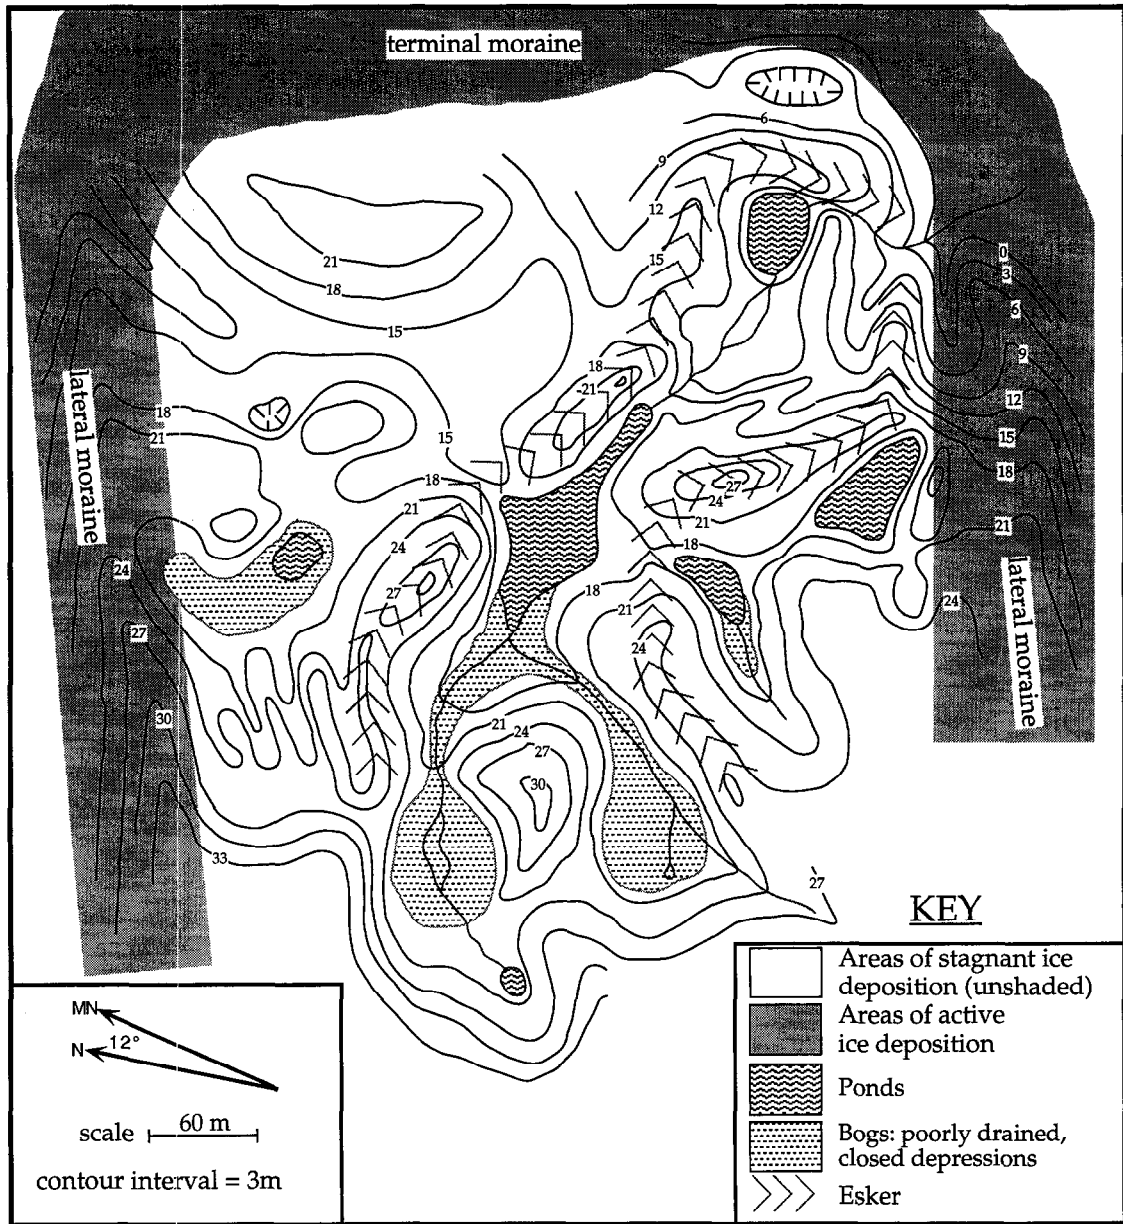 terminal moraine
6
9
12
15
21
18
15
0
3
6
9
12
15
18
21
24
lateral moraine
18
21
24
27
30
33
18
21
15
18
21
24
27
27
24
21
18
18
21
24
21
24
27
30
27
lateral moraine
KEY
Areas of stagnant ice
deposition (unshaded)
Areas of active
ice deposition
Ponds
Bogs: poorly drained,
closed depressions
Esker
MN
N
12°
scale
60 m
contour interval = 3m